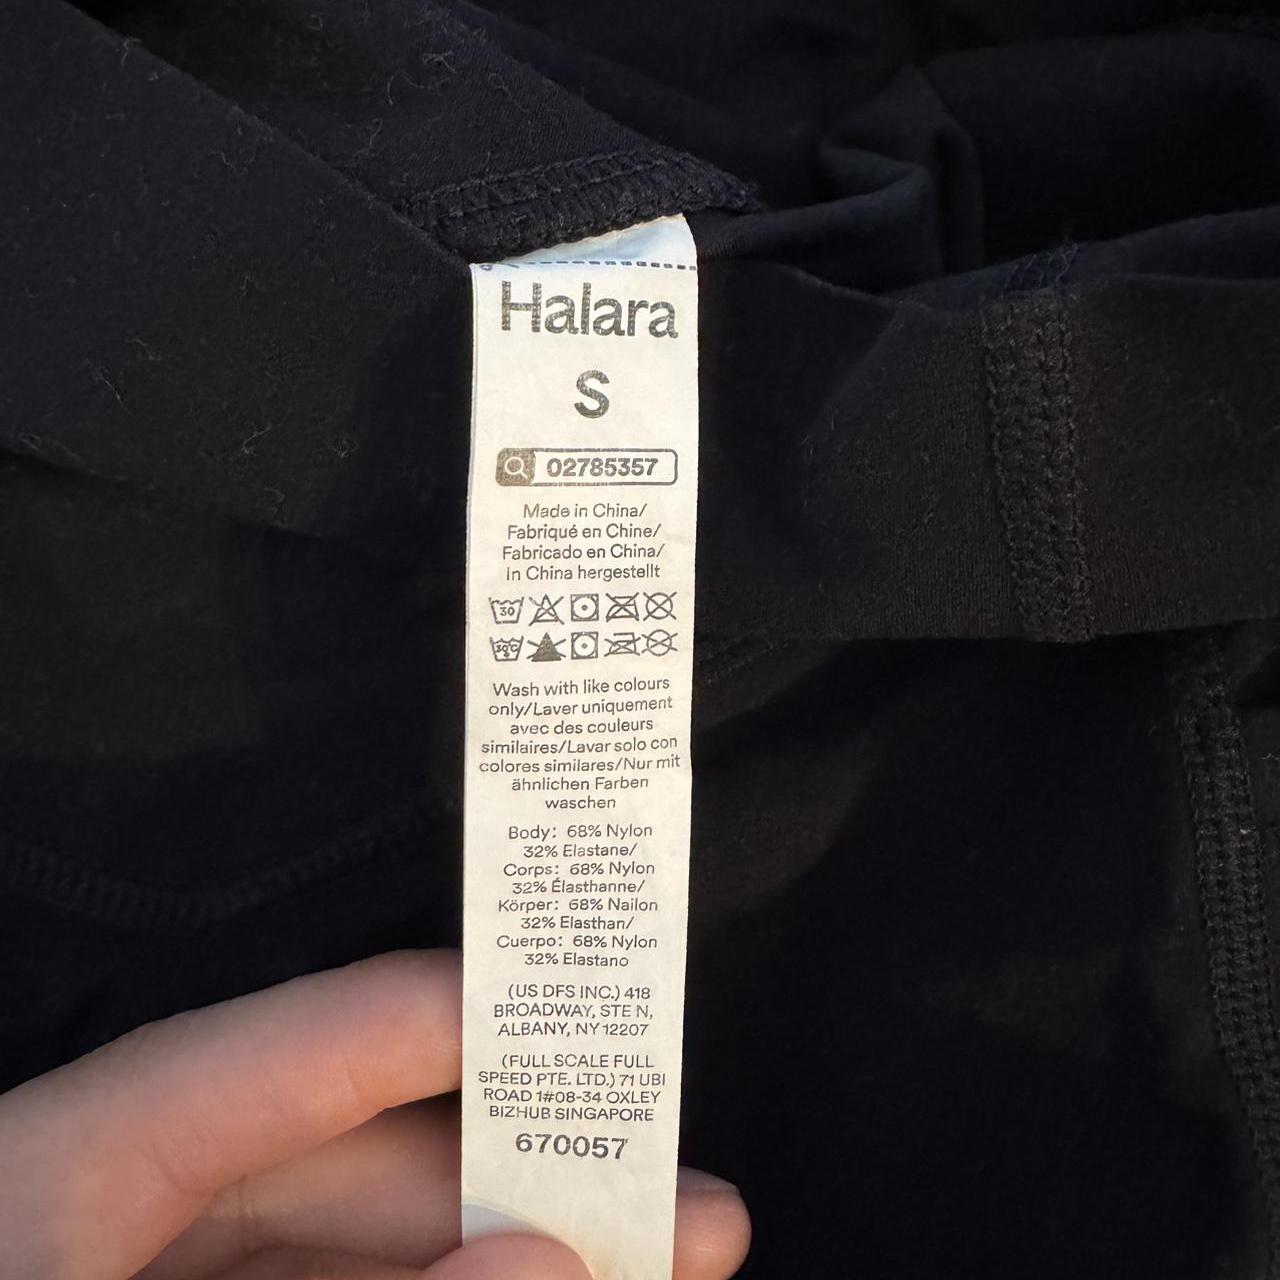 Halara
S
02785357
Made in China/
Fabriqué en Chine/
Fabricado en China/
In China hergestellt
30
30°C
Wash with like colours
only/Laver uniquement
avec des couleurs
similaires/Lavar solo con
colores similares/Nur mit
ähnlichen Farben
waschen
Body: 68% Nylon
32% Elastane/
Corps: 68% Nylon
32% Élasthanne/
Körper: 68% Nailon
32% Elasthan/
Cuerpo: 68% Nylon
32% Elastano
(US DFS INC.) 418
BROADWAY, STE N,
ALBANY, NY 12207
(FULL SCALE FULL
SPEED PTE. LTD.) 71 UBI
ROAD 1#08-34 OXLEY
BIZHUB SINGAPORE
670057